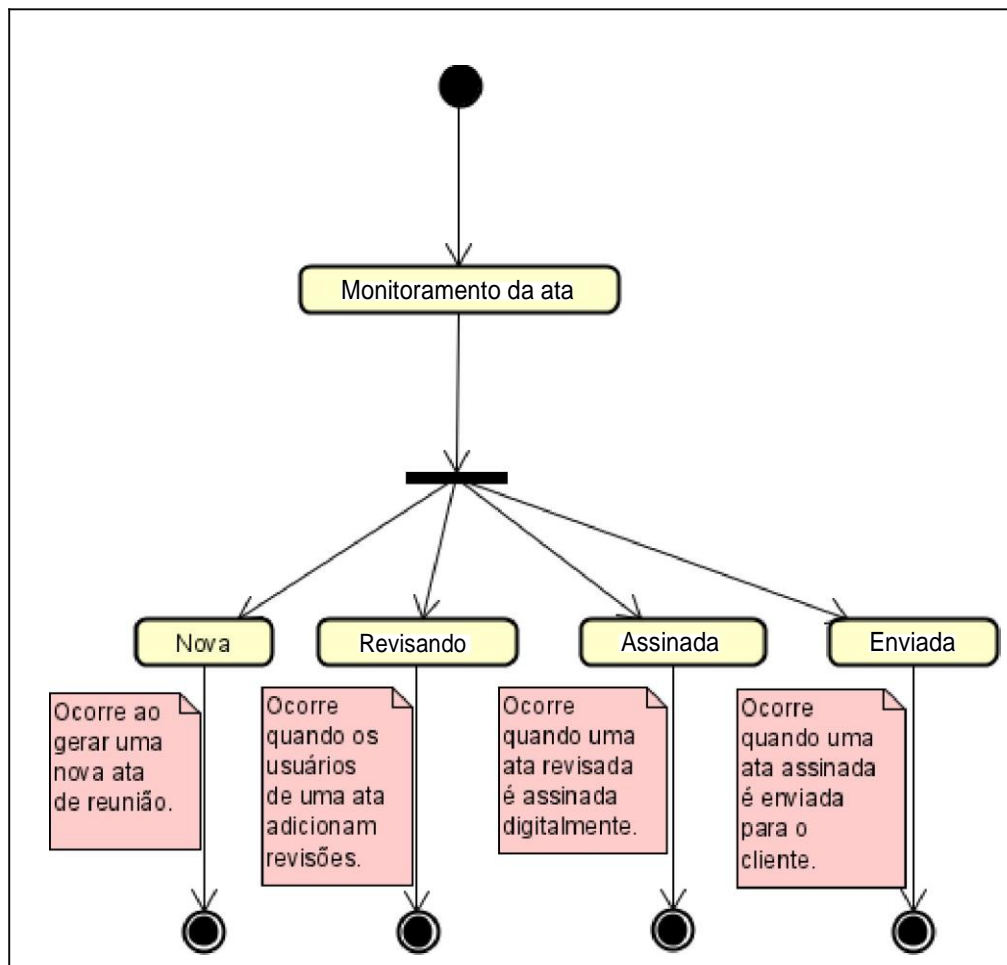 Monitoramento da ata
Nova
Revisando
Assinada
Enviada
Ocorre ao
gerar uma
nova ata
de reunião.
Ocorre
quando os
usuários
de uma ata
adicionam
revisões.
Ocorre
quando uma
ata revisada
é assinada
digitalmente.
Ocorre
quando uma
ata assinada
é enviada
para o
cliente.